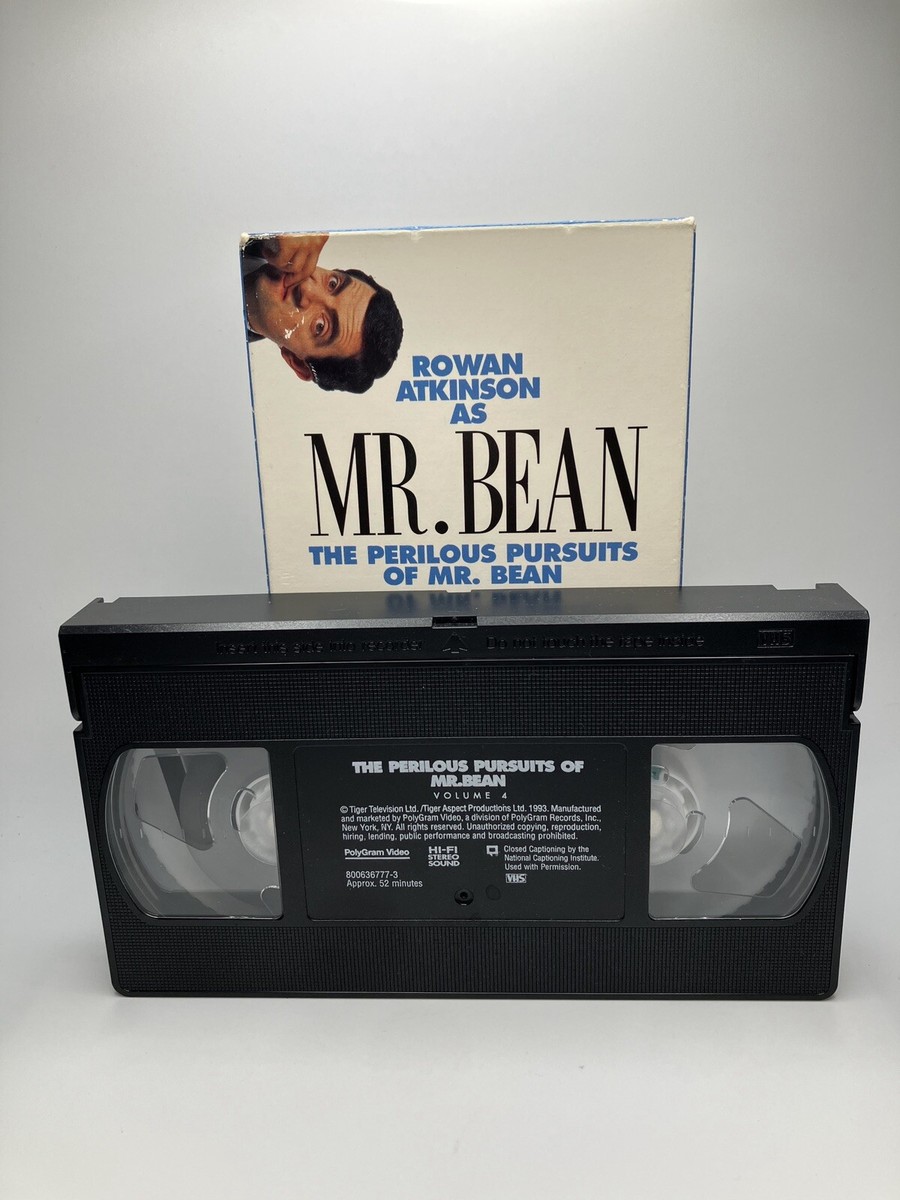 ROWAN
ATKINSON
AS
MR. BEAN
THE PERILOUS PURSUITS
OF MR. BEAN
Insert this side into recorder Do not touch the tape inside VHS
THE PERILOUS PURSUITS OF
MR.BEAN
VOLUME 4
© Tiger Television Ltd. /Tiger Aspect Productions Ltd. 1993. Manufactured
and marketed by PolyGram Video, a division of PolyGram Records, Inc.,
New York, NY. All rights reserved. Unauthorized copying, reproduction,
hiring, lending, public performance and broadcasting prohibited.
PolyGram Video
HI-FI
STEREO
SOUND
Closed Captioning by the
National Captioning Institute.
Used with Permission.
800636777-3
Approx. 52 minutes
VHS